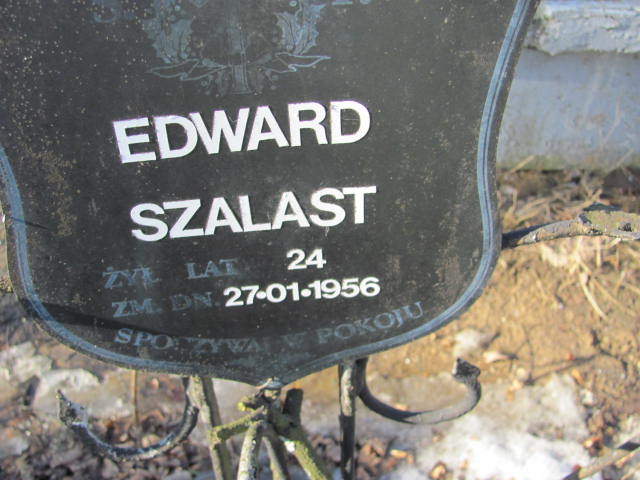 EDWARD
SZALAST
ŻYŁ LAT 24
ZM. DN. 27•01•1956
SPOCZYWAJ W POKOJU